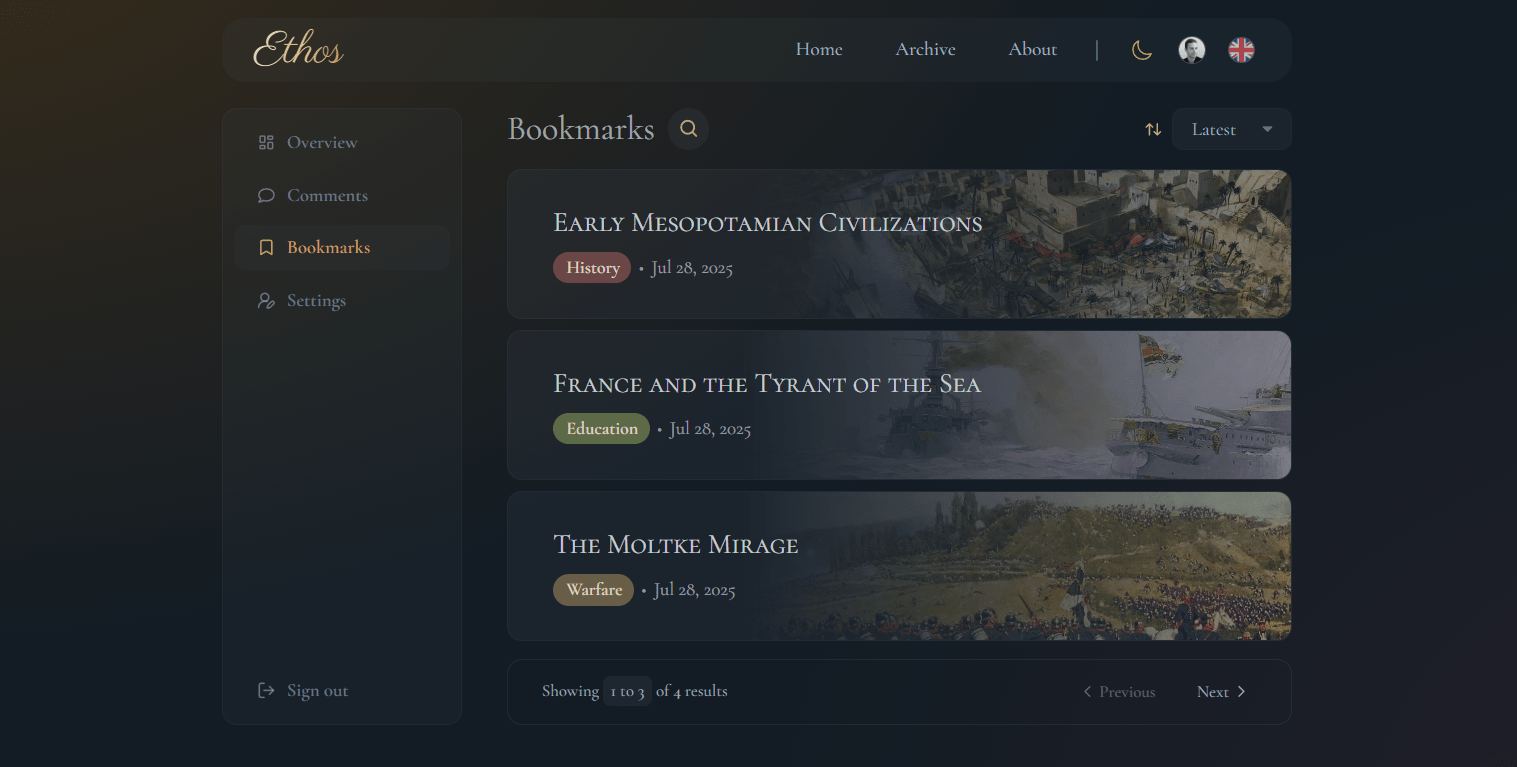 Ethos
Home Archive About
Overview
Comments
Bookmarks
Settings
Sign out
Bookmarks
Latest
Early Mesopotamian Civilizations
History • Jul 28, 2025
France and the Tyrant of the Sea
Education • Jul 28, 2025
The Moltke Mirage
Warfare • Jul 28, 2025
Showing 1 to 3 of 4 results
Previous Next